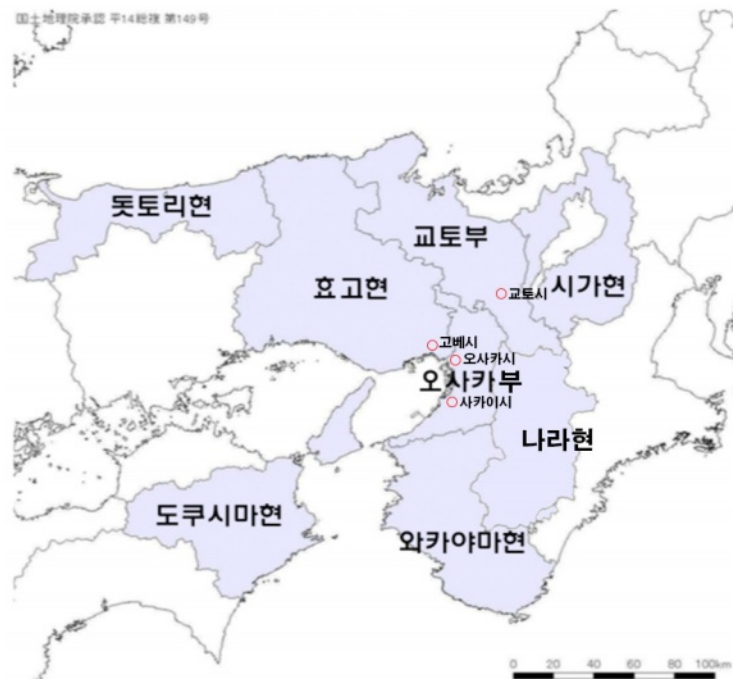 国土地理院承認 平14総複 第149号
돗토리현
교토부
효고현
시가현
교토시
고베시
오사카시
오사카부
사카이시
나라현
도쿠시마현
와카야마현
0 20 40 60 80 100km